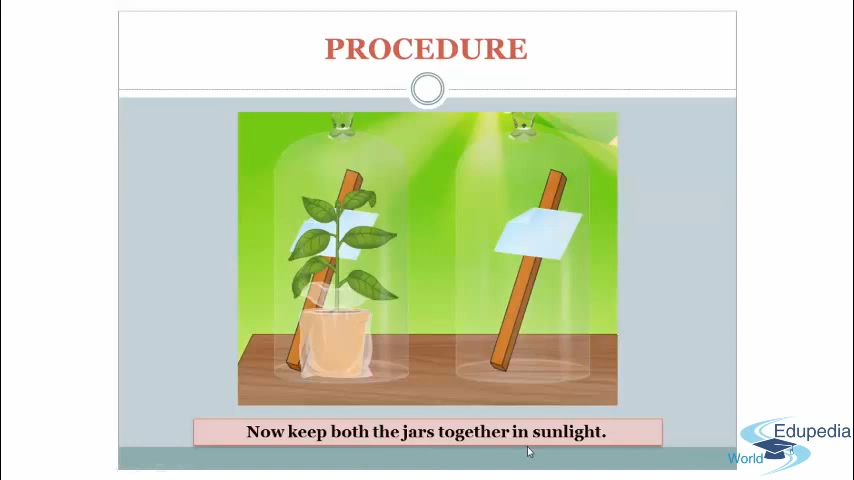 PROCEDURE
Now keep both the jars together in sunlight.
Edupedia
World